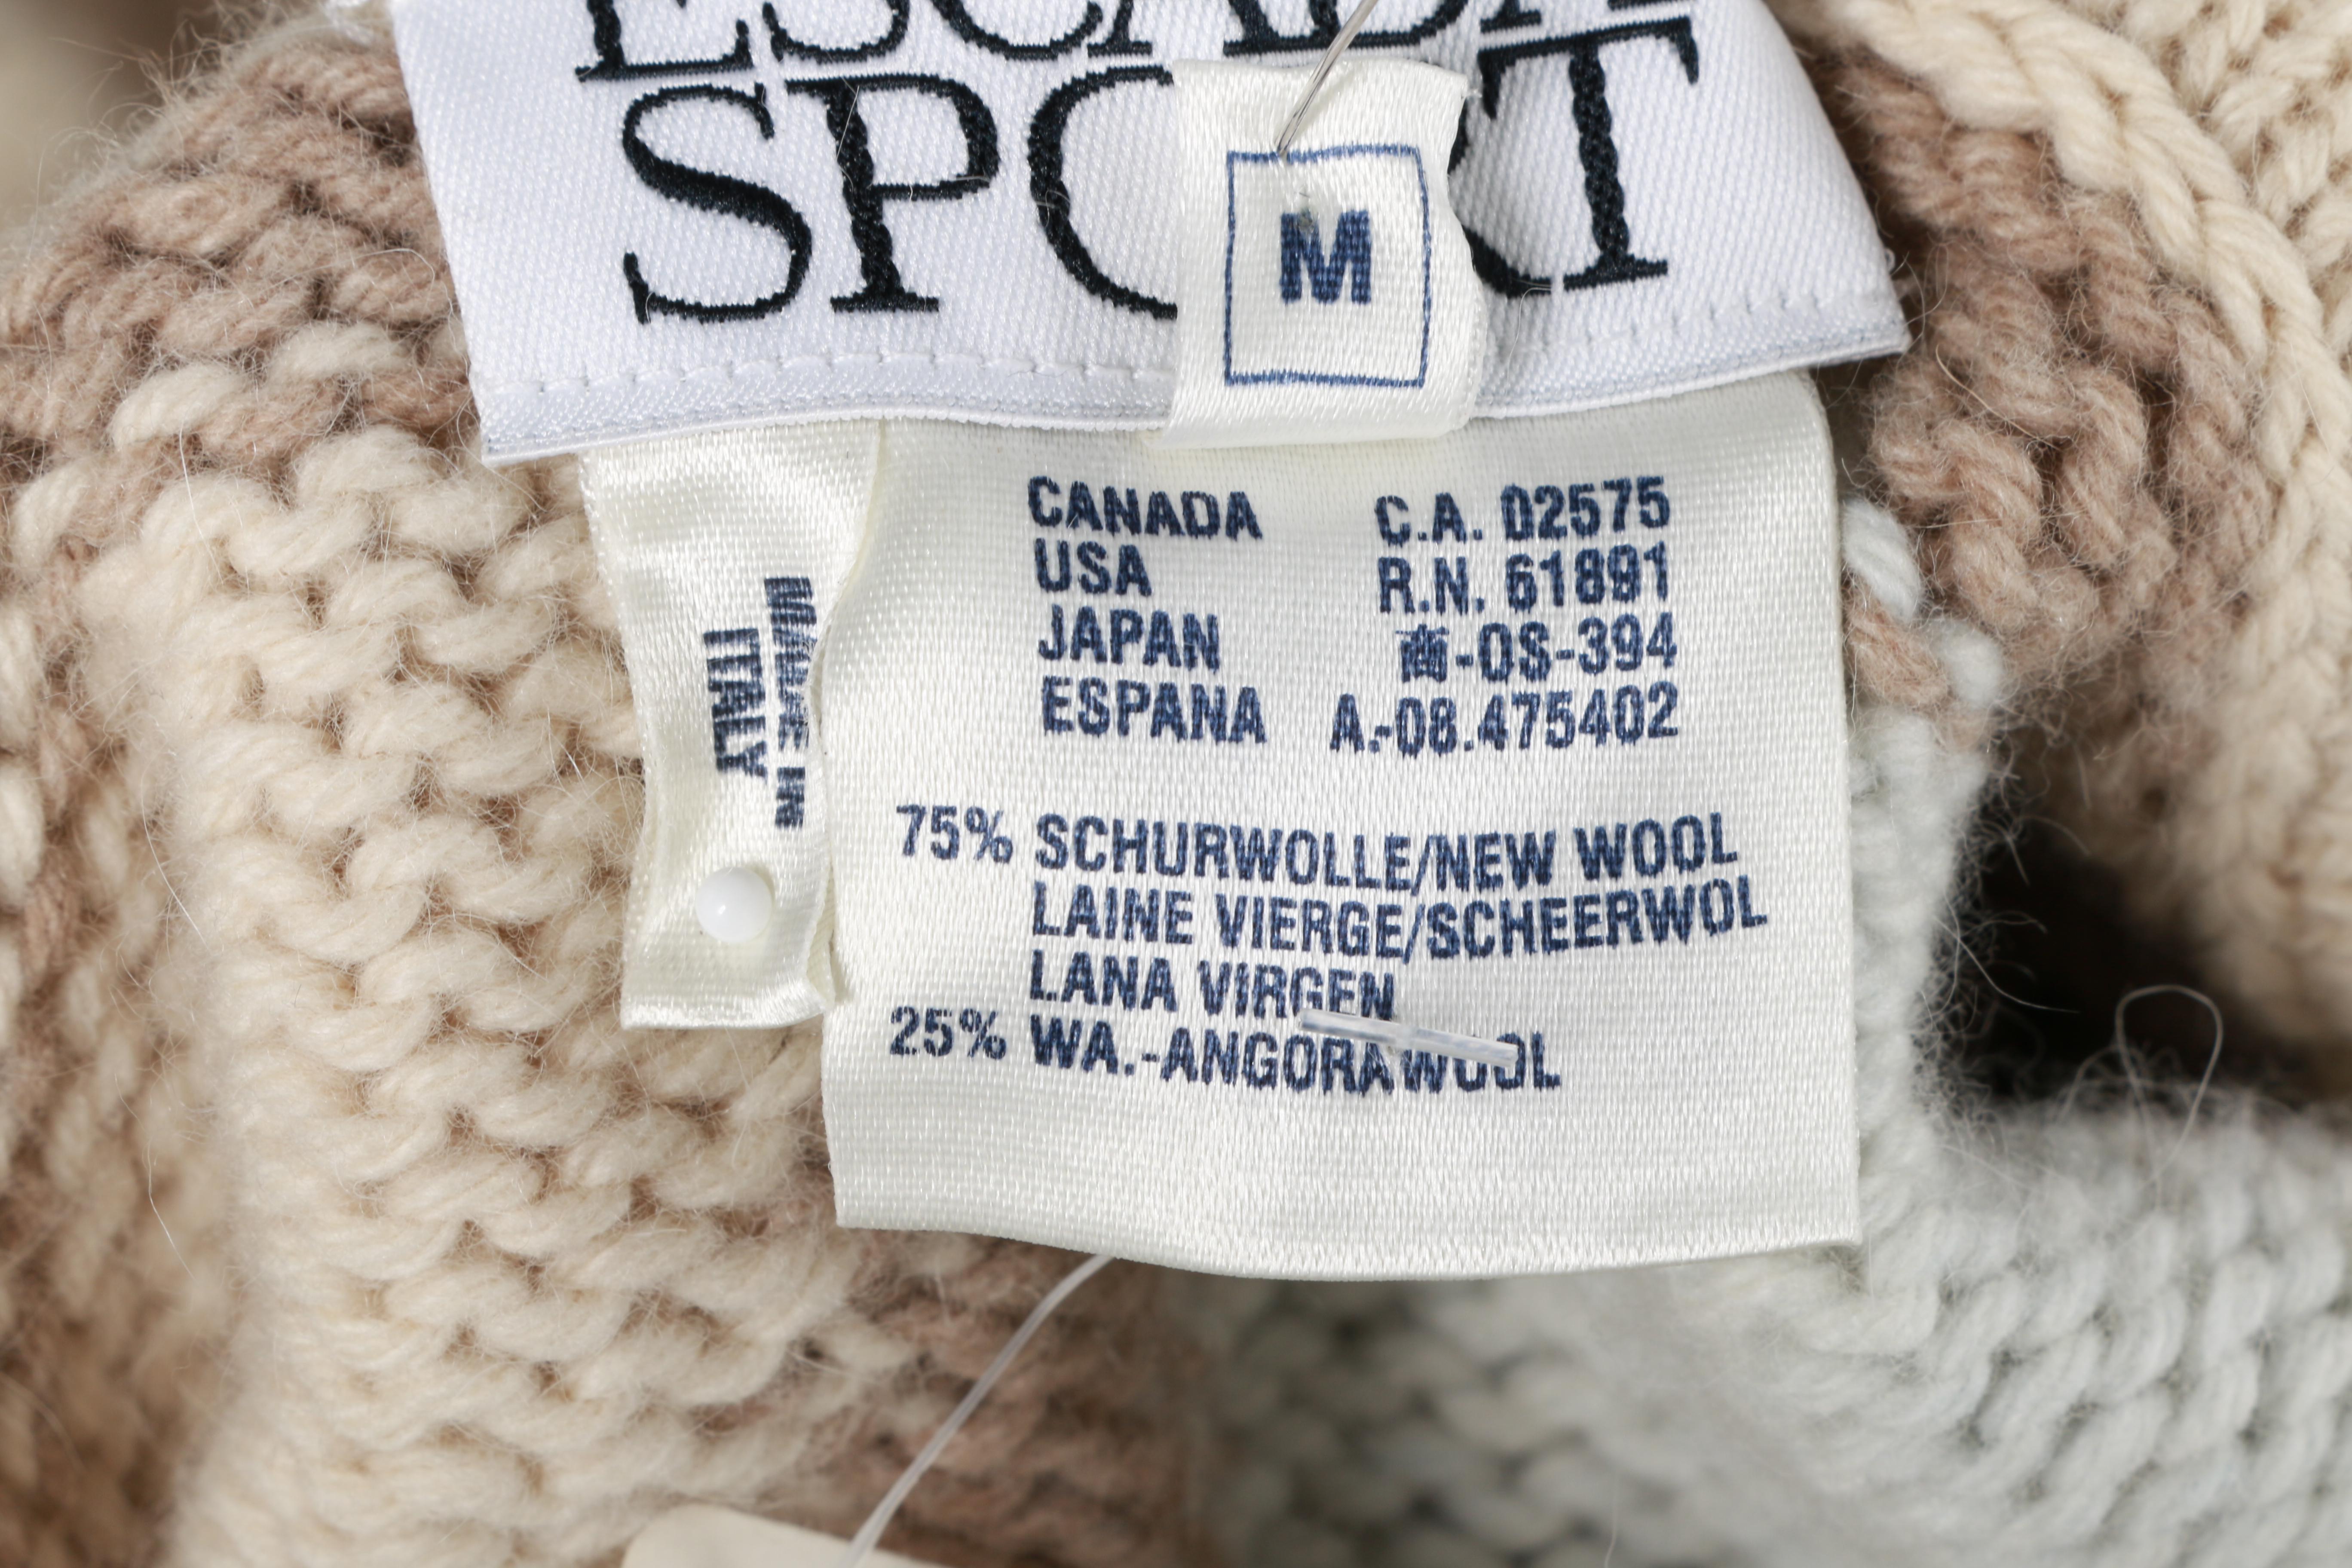 ESCADA
SPORT
M
MADE IN
ITALY
CANADA C.A. 02575
USA R.N. 61891
JAPAN 商-OS-394
ESPANA A.-08.475402
75% SCHURWOLLE/NEW WOOL
LAINE VIERGE/SCHEERWOL
LANA VIRGEN
25% WA.-ANGORAWOOL